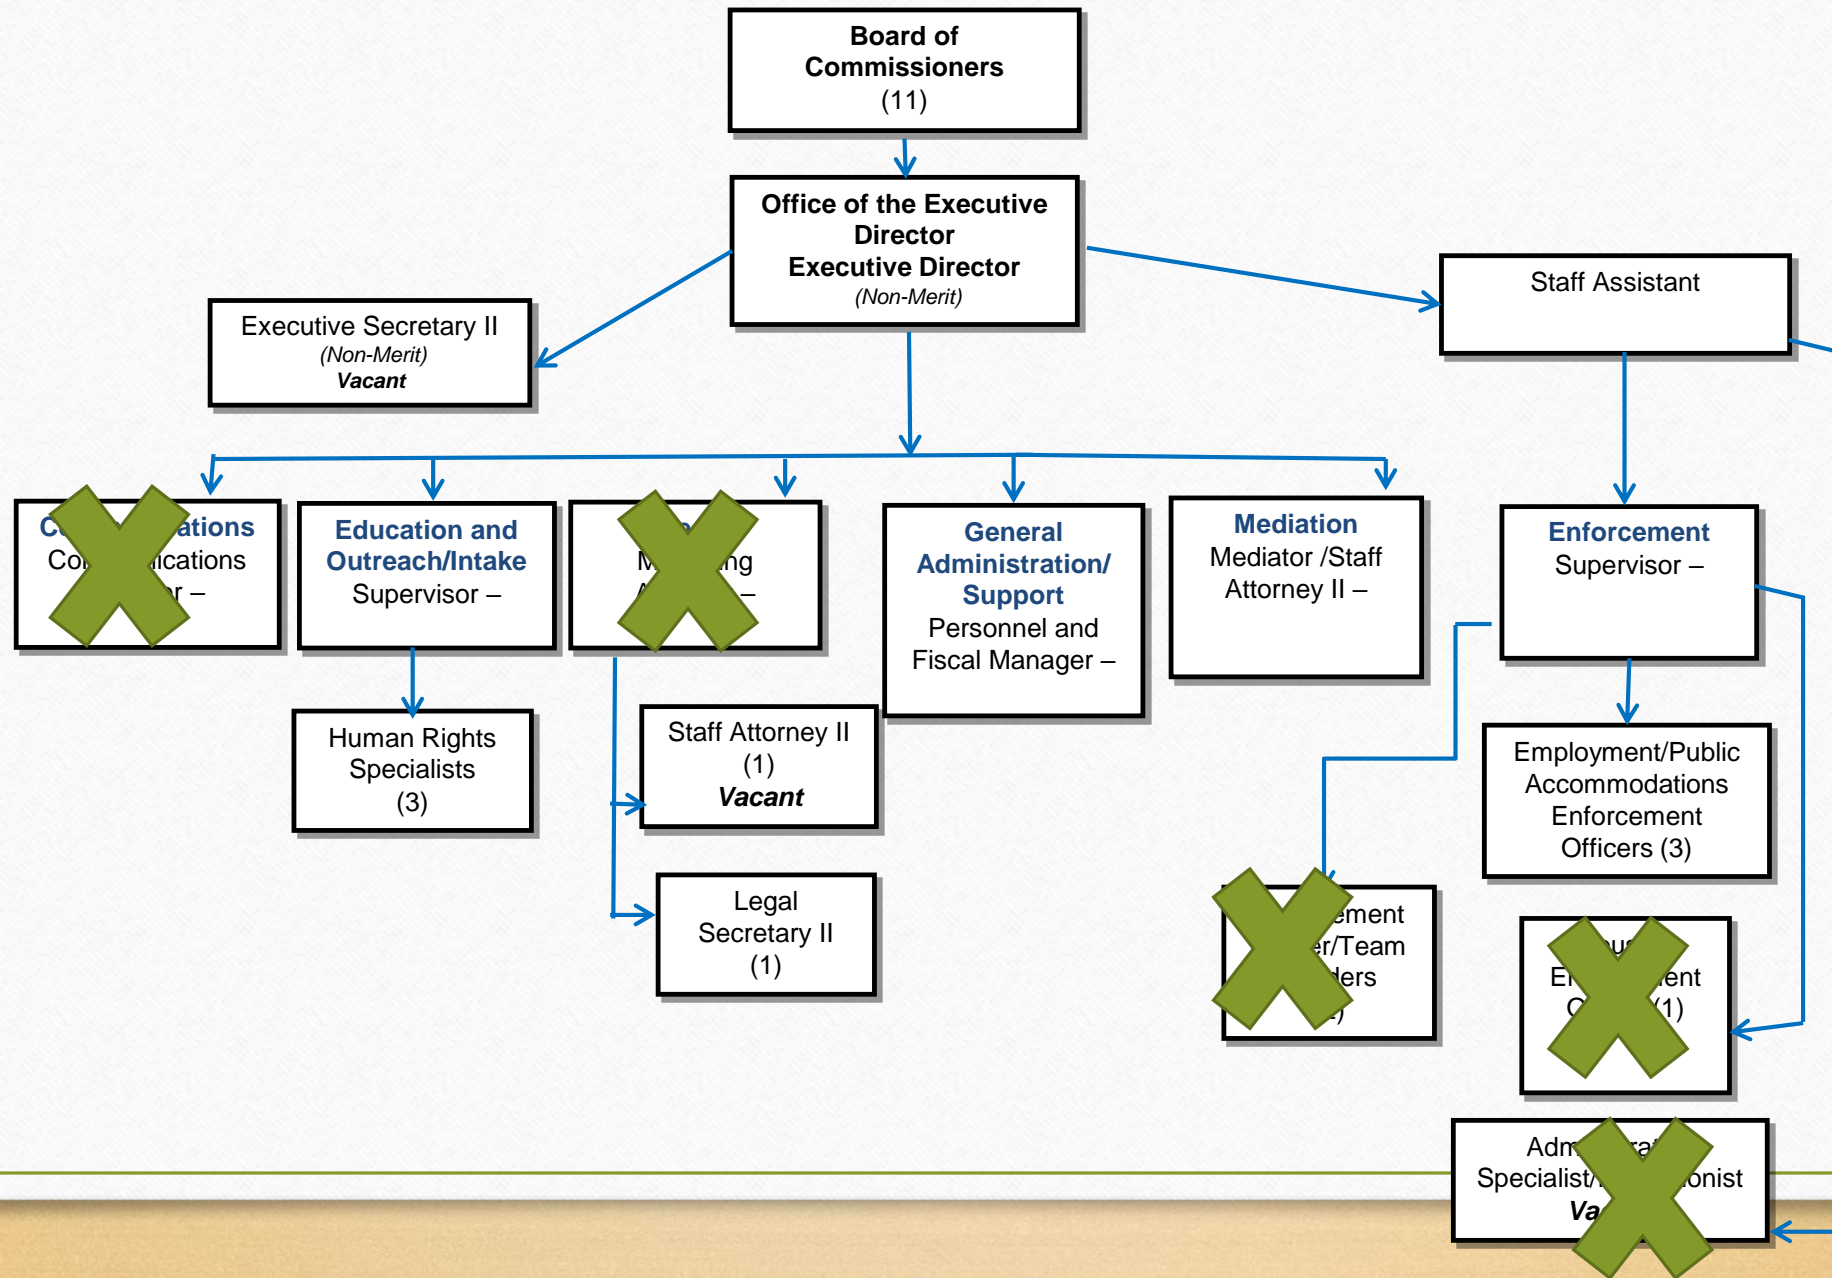 Board of
Commissioners
(11)
Office of the Executive
Director
Executive Director
(Non-Merit)
Staff Assistant
Executive Secretary II
(Non-Merit)
Vacant
Education and
Outreach/Intake
Supervisor –
General
Administration/
Support
Personnel and
Fiscal Manager –
Mediation
Mediator /Staff
Attorney II –
Enforcement
Supervisor –
Human Rights
Specialists
(3)
Staff Attorney II
(1)
Vacant
Legal
Secretary II
(1)
Employment/Public
Accommodations
Enforcement
Officers (3)
(1)